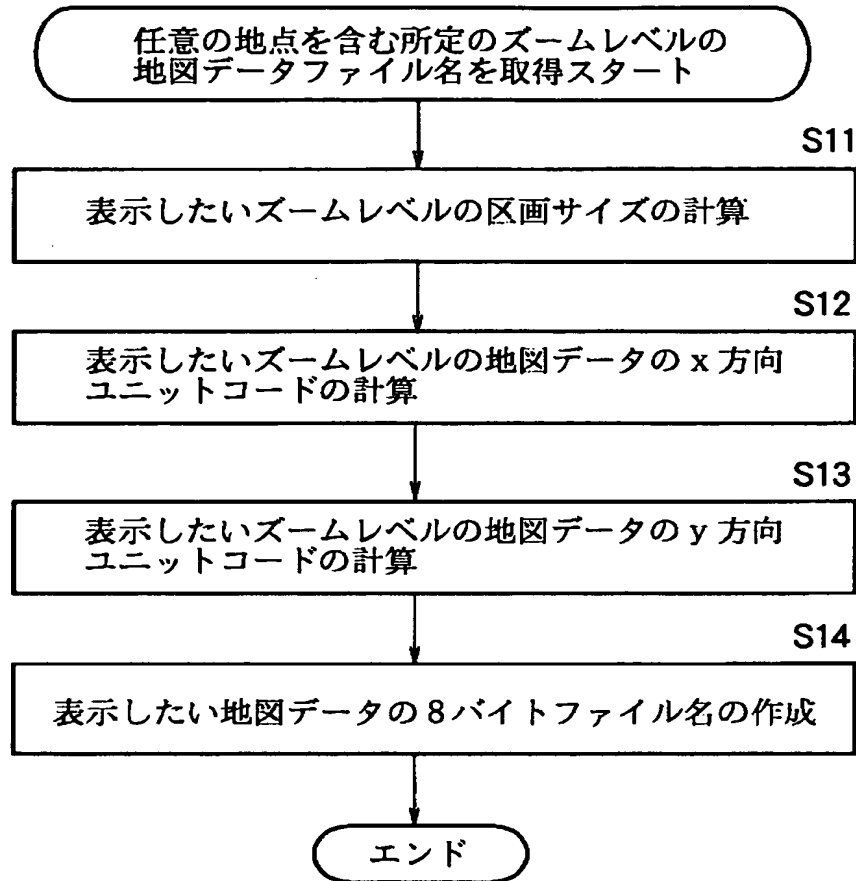 任意の地点を含む所定のズームレベルの
地図データファイル名を取得スタート
S11
表示したいズームレベルの区画サイズの計算
S12
表示したいズームレベルの地図データの x 方向
ユニットコードの計算
S13
表示したいズームレベルの地図データの y 方向
ユニットコードの計算
S14
表示したい地図データの8バイトファイル名の作成
エンド